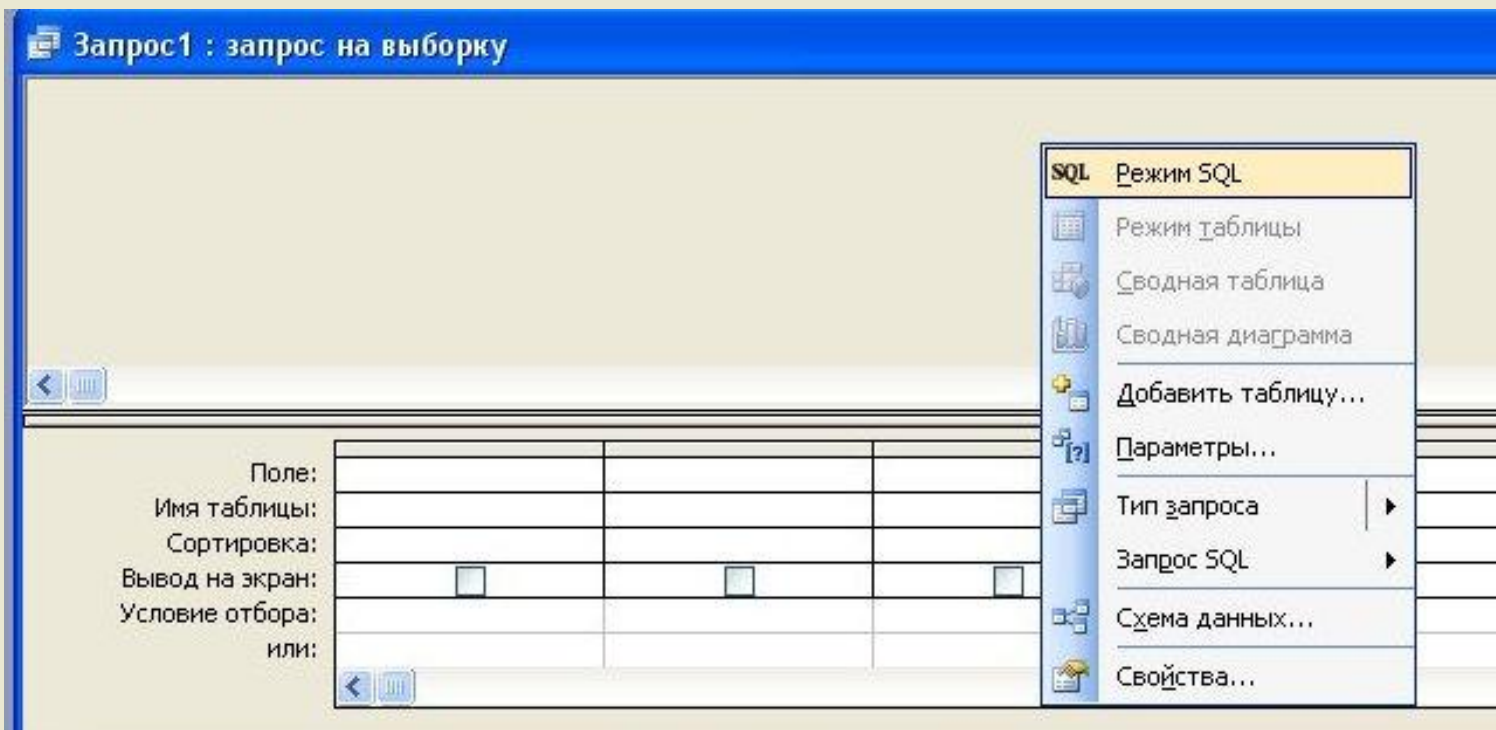 Запрос1 : запрос на выборку
SQL Режим SQL
Режим таблицы
Сводная таблица
Сводная диаграмма
Добавить таблицу...
[?] Параметры...
Тип запроса
Запрос SQL
Схема данных...
Свойства...
Поле:
Имя таблицы:
Сортировка:
Вывод на экран:
Условие отбора:
или: